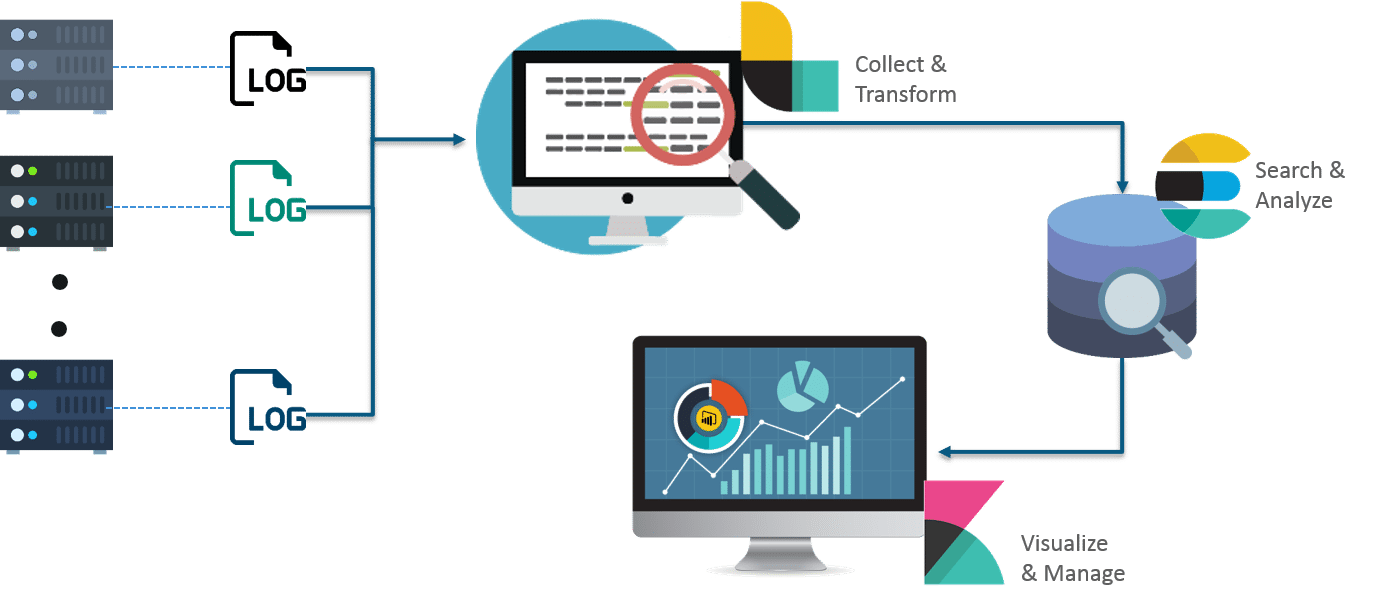 LOG
LOG
LOG
Collect &
Transform
Search &
Analyze
Visualize
& Manage